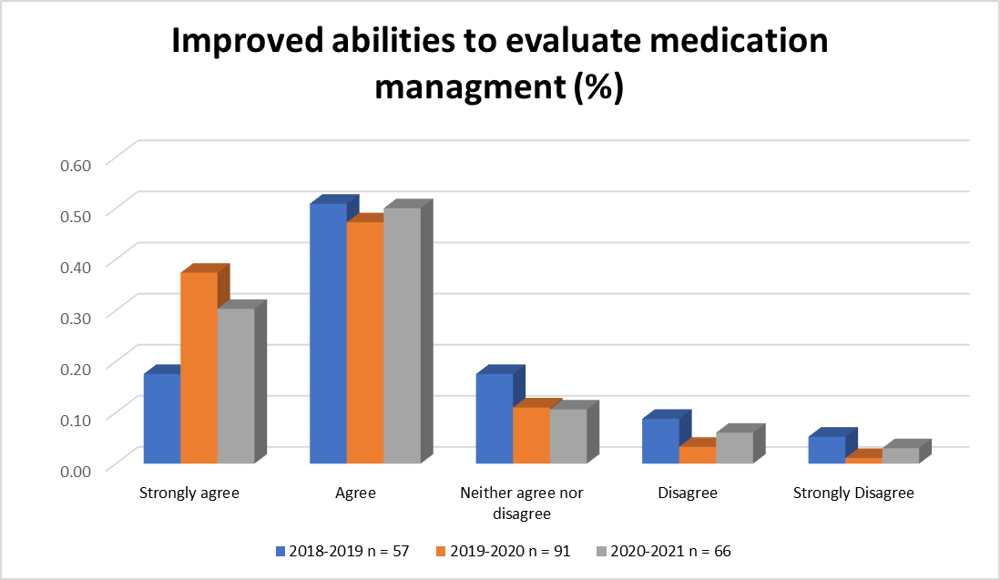 Improved abilities to evaluate medication
managment (%)
0.60
0.50
0.40
0.30
0.20
0.10
0.00
Strongly agree
Agree
Neither agree nor
disagree
Disagree
Strongly Disagree
2018-2019 n = 57
2019-2020 n = 91
2020-2021 n = 66